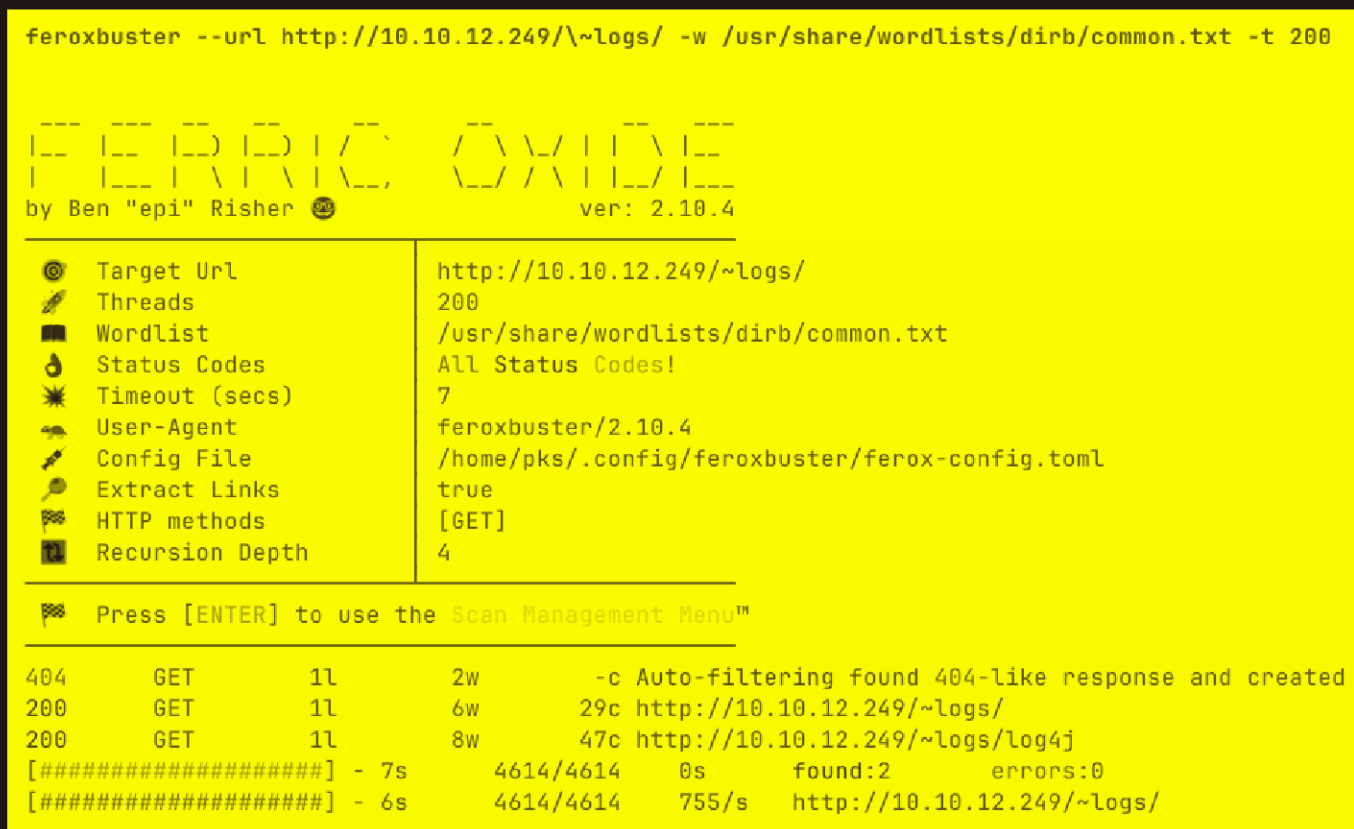 feroxbuster --url http://10.10.12.249/\~logs/ -w /usr/share/wordlists/dirb/common.txt -t 200
FERRIC OXIDE
by Ben "epi" Risher 🤓 ver: 2.10.4
🎯 Target Url │ http://10.10.12.249/~logs/
🚀 Threads │ 200
📖 Wordlist │ /usr/share/wordlists/dirb/common.txt
👌 Status Codes │ All Status Codes!
💥 Timeout (secs) │ 7
🦡 User-Agent │ feroxbuster/2.10.4
💉 Config File │ /home/pks/.config/feroxbuster/ferox-config.toml
🔎 Extract Links │ true
🏁 HTTP methods │ [GET]
🔃 Recursion Depth │ 4
🏁 Press [ENTER] to use the Scan Management Menu™
404 GET 1l 2w -c Auto-filtering found 404-like response and created
200 GET 1l 6w 29c http://10.10.12.249/~logs/
200 GET 1l 8w 47c http://10.10.12.249/~logs/log4j
[####################] - 7s 4614/4614 0s found:2 errors:0
[####################] - 6s 4614/4614 755/s http://10.10.12.249/~logs/